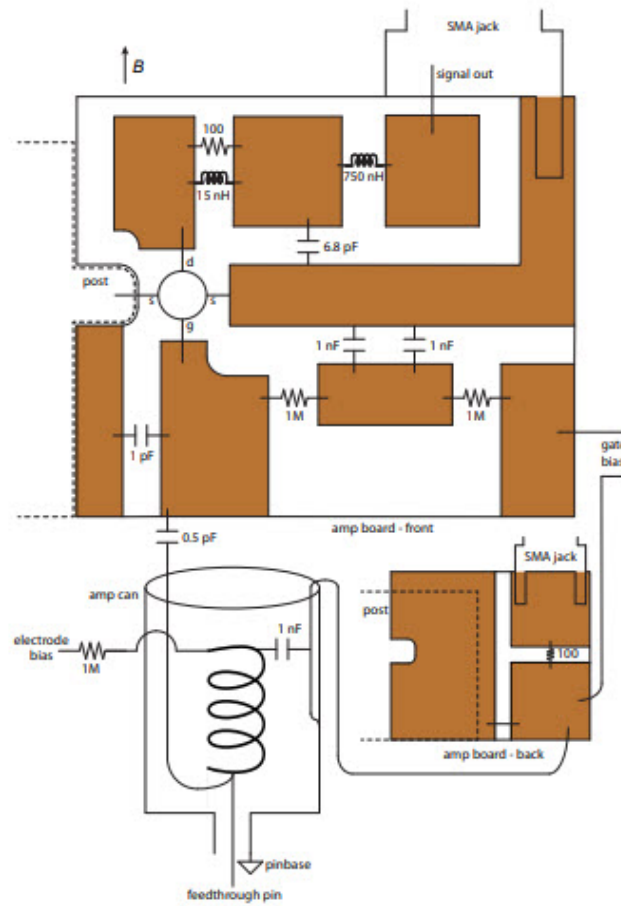 SMA jack
B
signal out
100
15 nH
750 nH
6.8 pF
d
post
s
s
g
1 nF
1 nF
1M
1M
1 pF
gate
bias
amp board - front
0.5 pF
SMA jack
amp can
post
electrode
bias
1 nF
1M
100
amp board - back
pinbase
feedthrough pin